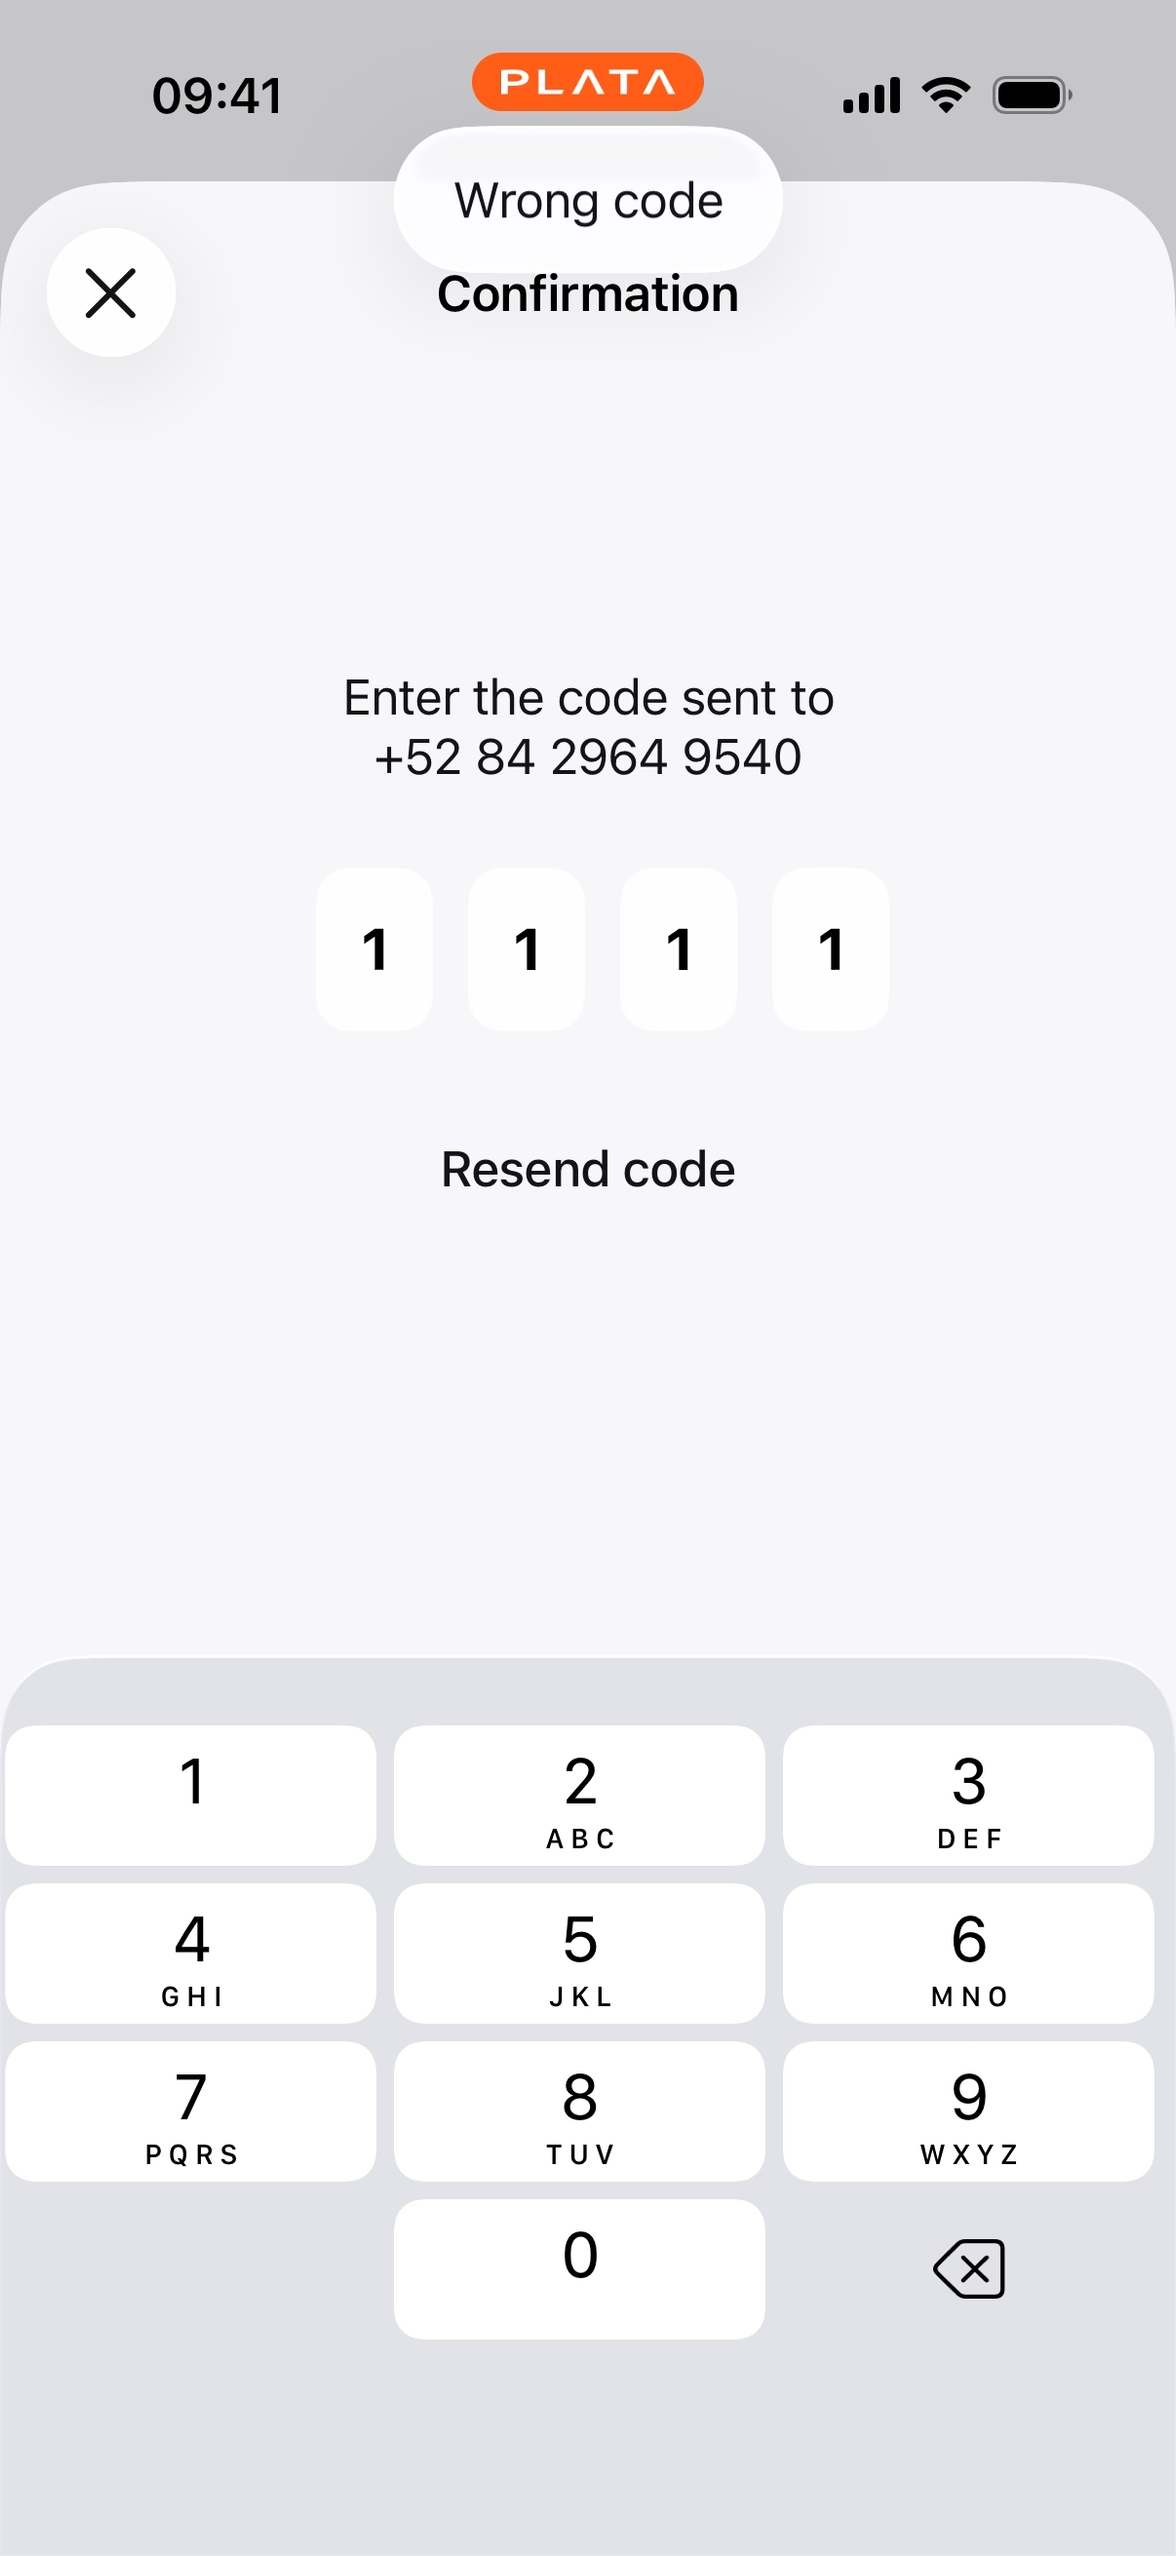 09:41
PLATA
Wrong code
Confirmation
Enter the code sent to
+52 84 2964 9540
1 1 1 1
Resend code
1 2 3
ABC DEF
4 5 6
GHI JKL MNO
7 8 9
PQRS TUV WXYZ
0